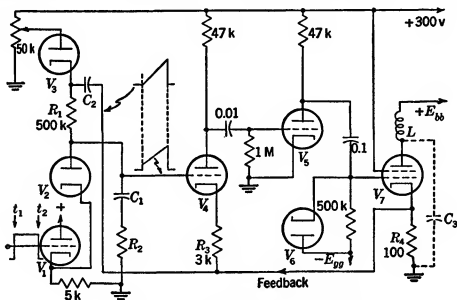 +300 v
50 k
47 k
47 k
V3
C2
R1
500 k
+Ebb
L
0.01
0.1
1 M
V5
V2
V4
V7
C1
C3
t1
t2
+
V1
R2
R3
3 k
500 k
V6
-Egg
R4
100
5 k
Feedback